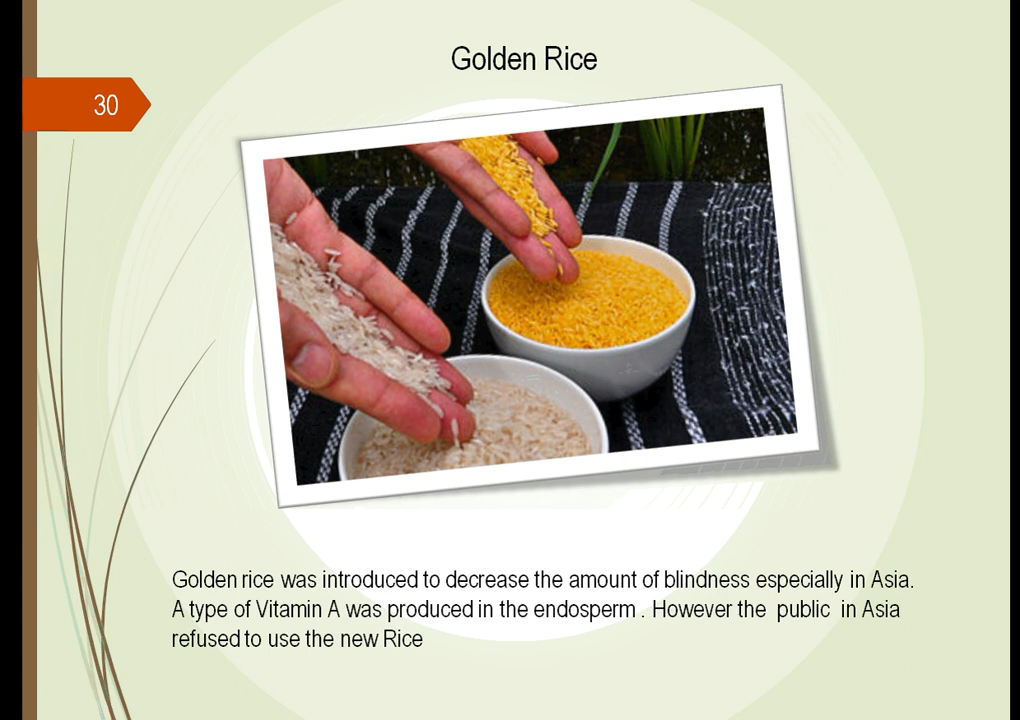 Golden Rice
30
Golden rice was introduced to decrease the amount of blindness especially in Asia.
A type of Vitamin A was produced in the endosperm . However the public in Asia
refused to use the new Rice